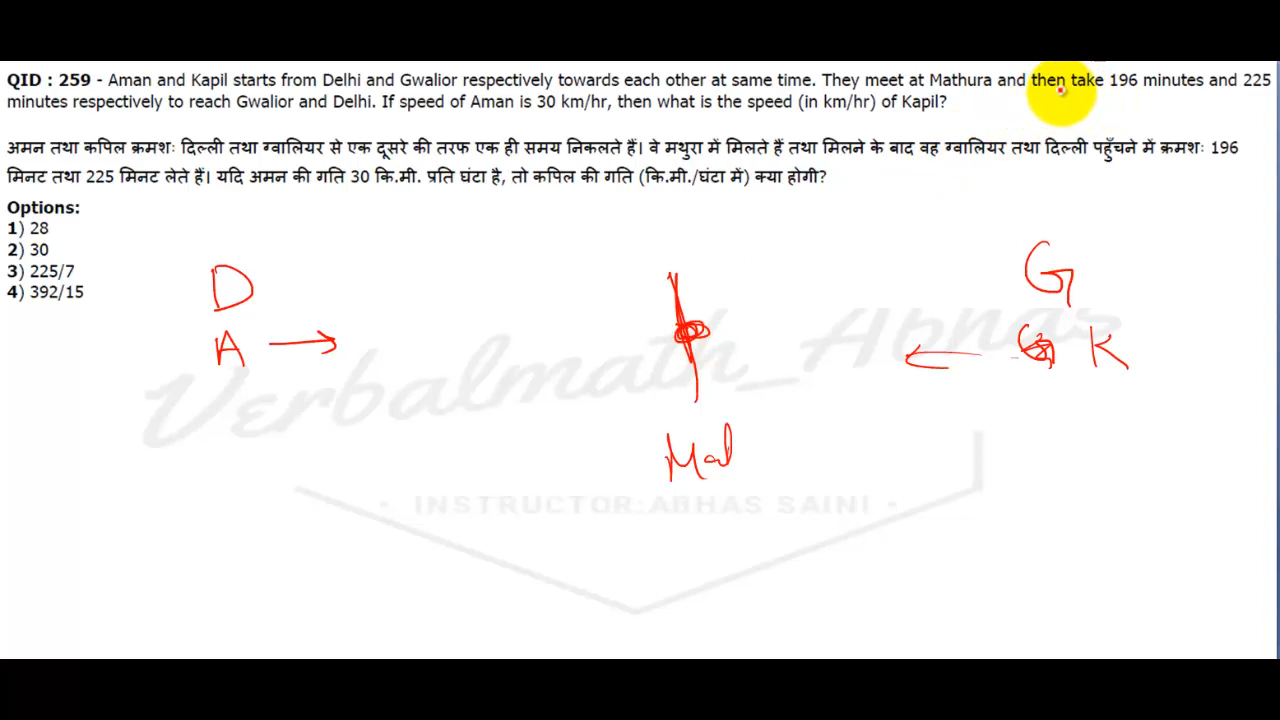 QID : 259 - Aman and Kapil starts from Delhi and Gwalior respectively towards each other at same time. They meet at Mathura and then take 196 minutes and 225
minutes respectively to reach Gwalior and Delhi. If speed of Aman is 30 km/hr, then what is the speed (in km/hr) of Kapil?
अमन तथा कपिल क्रमशः दिल्ली तथा ग्वालियर से एक दूसरे की तरफ एक ही समय निकलते हैं। वे मथुरा में मिलते हैं तथा मिलने के बाद वह ग्वालियर तथा दिल्ली पहुँचने में क्रमशः 196
मिनट तथा 225 मिनट लेते हैं। यदि अमन की गति 30 कि.मी. प्रति घंटा है, तो कपिल की गति (कि.मी./घंटा में) क्या होगी?
Options:
1) 28
2) 30
3) 225/7
4) 392/15
D
G
A
K
Verbalmath_Abhas
INSTRUCTOR:ABHAS SAINI